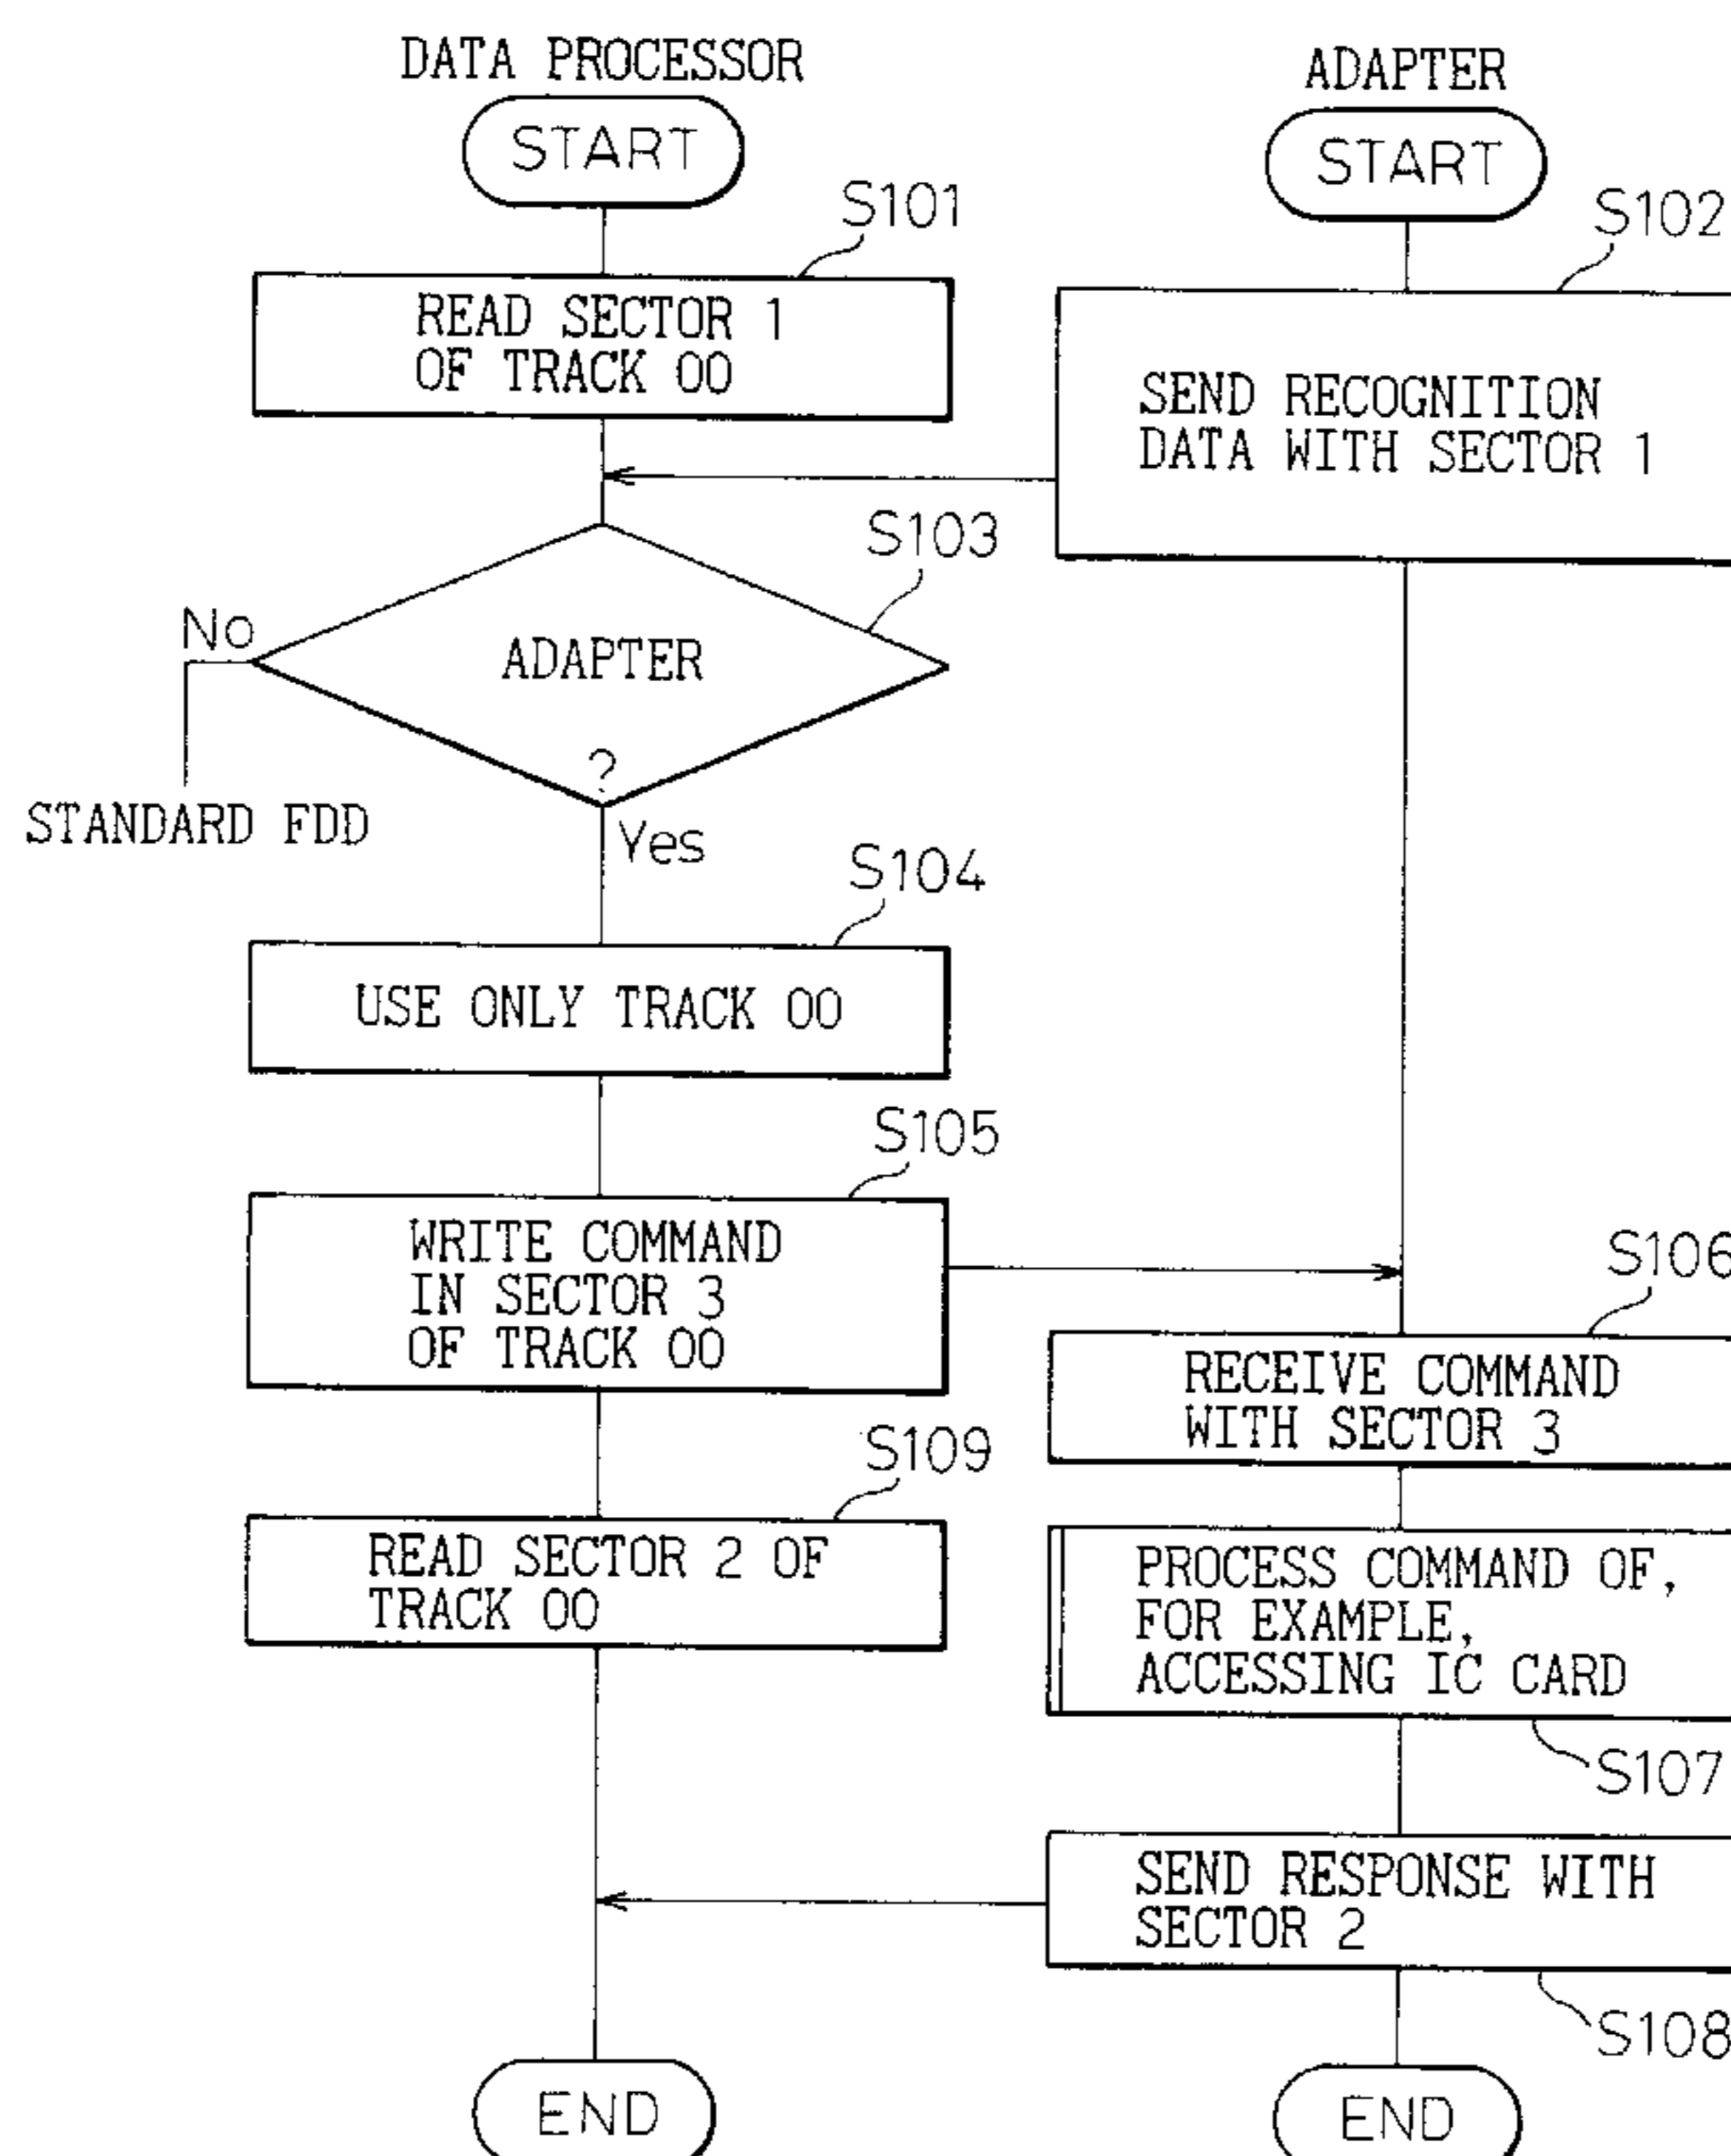 DATA PROCESSOR
ADAPTER
START
START
S101
S102
READ SECTOR 1
OF TRACK 00
SEND RECOGNITION
DATA WITH SECTOR 1
S103
No
ADAPTER
?
STANDARD FDD
Yes
S104
USE ONLY TRACK 00
S105
WRITE COMMAND
IN SECTOR 3
OF TRACK 00
S106
RECEIVE COMMAND
WITH SECTOR 3
S109
READ SECTOR 2 OF
TRACK 00
PROCESS COMMAND OF,
FOR EXAMPLE,
ACCESSING IC CARD
S107
SEND RESPONSE WITH
SECTOR 2
S108
END
END